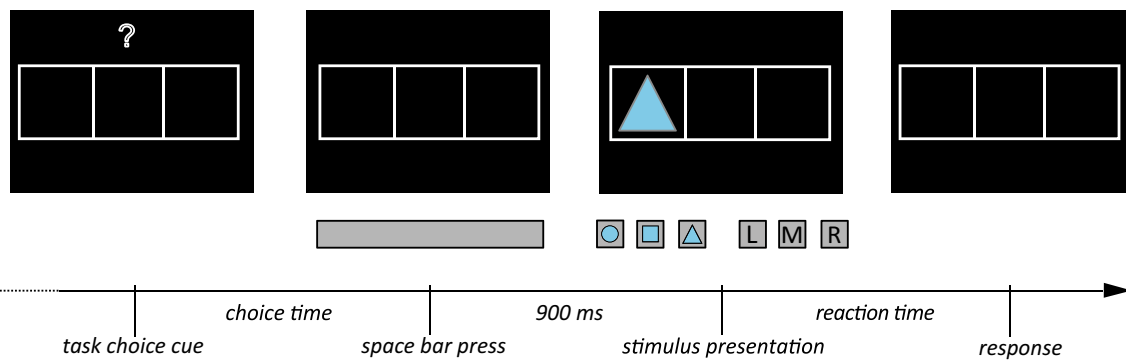 ?
L M R
choice time 900 ms reaction time
task choice cue space bar press stimulus presentation response